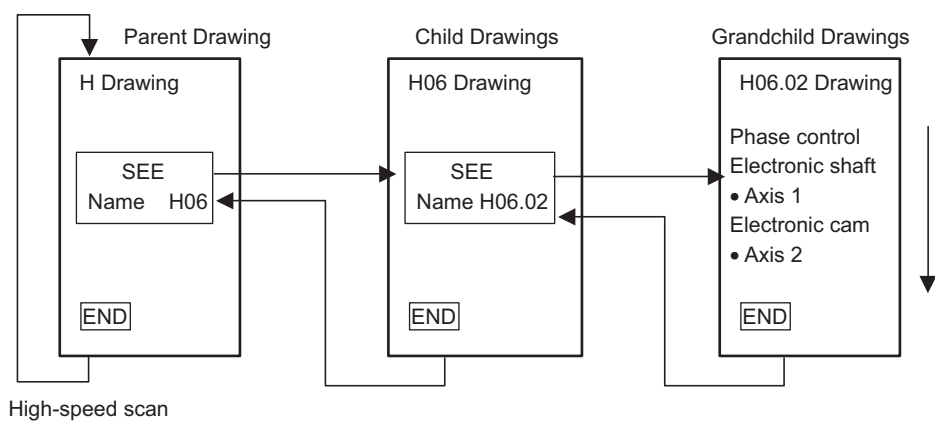 Parent Drawing
Child Drawings
Grandchild Drawings
H Drawing
SEE
Name H06
END
H06 Drawing
SEE
Name H06.02
END
H06.02 Drawing
Phase control
Electronic shaft
• Axis 1
Electronic cam
• Axis 2
END
High-speed scan